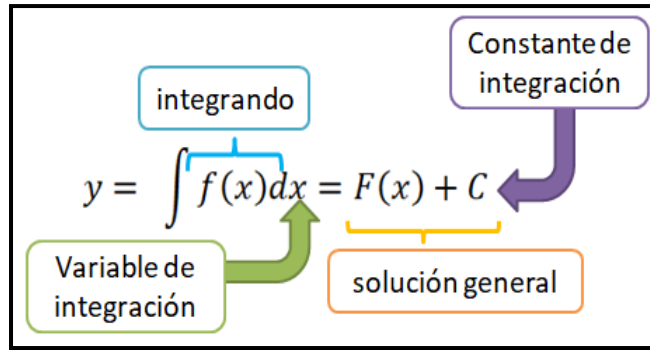 Constante de
integración
integrando
y = ∫ f(x)dx = F(x) + C
Variable de
integración
solución general